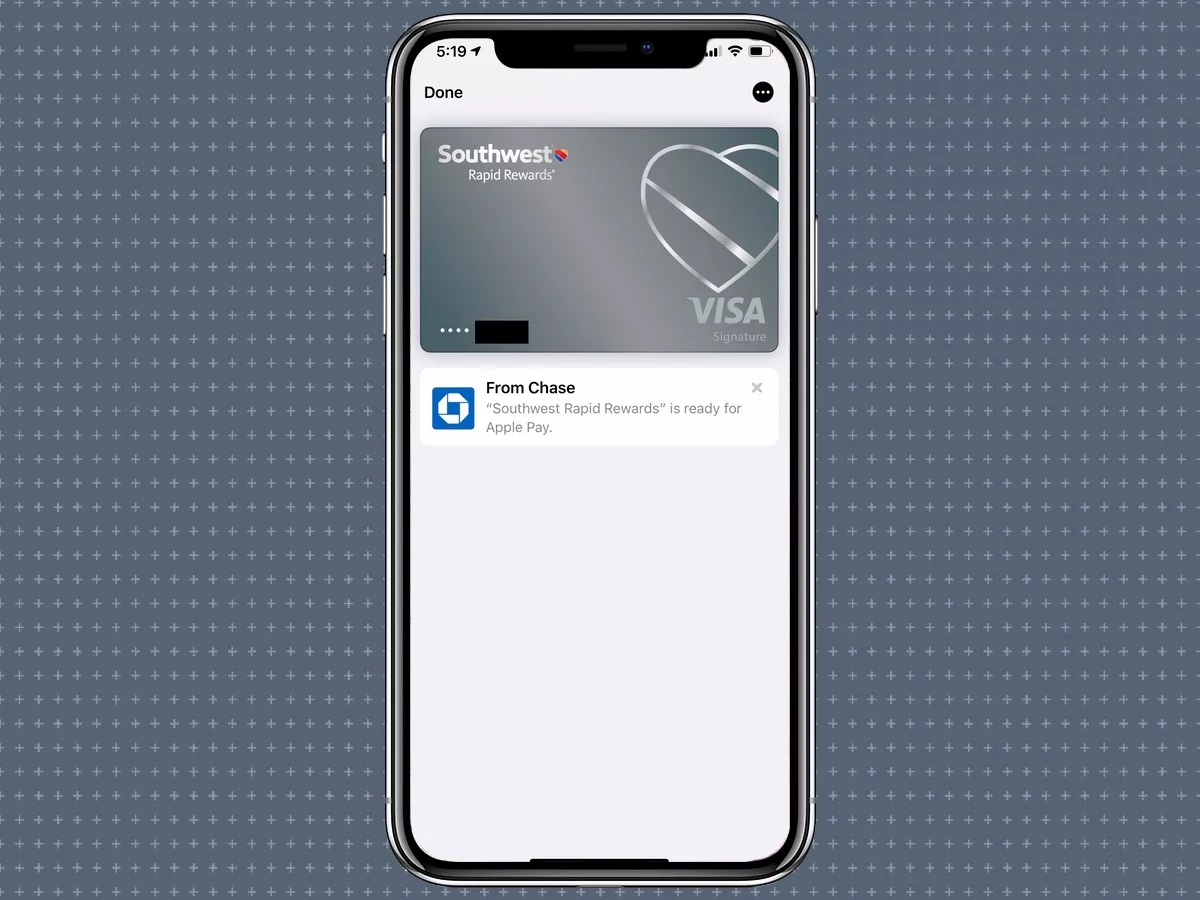 5:19
Done
Southwest
Rapid Rewards®
VISA
Signature
••••
From Chase
“Southwest Rapid Rewards” is ready for
Apple Pay.